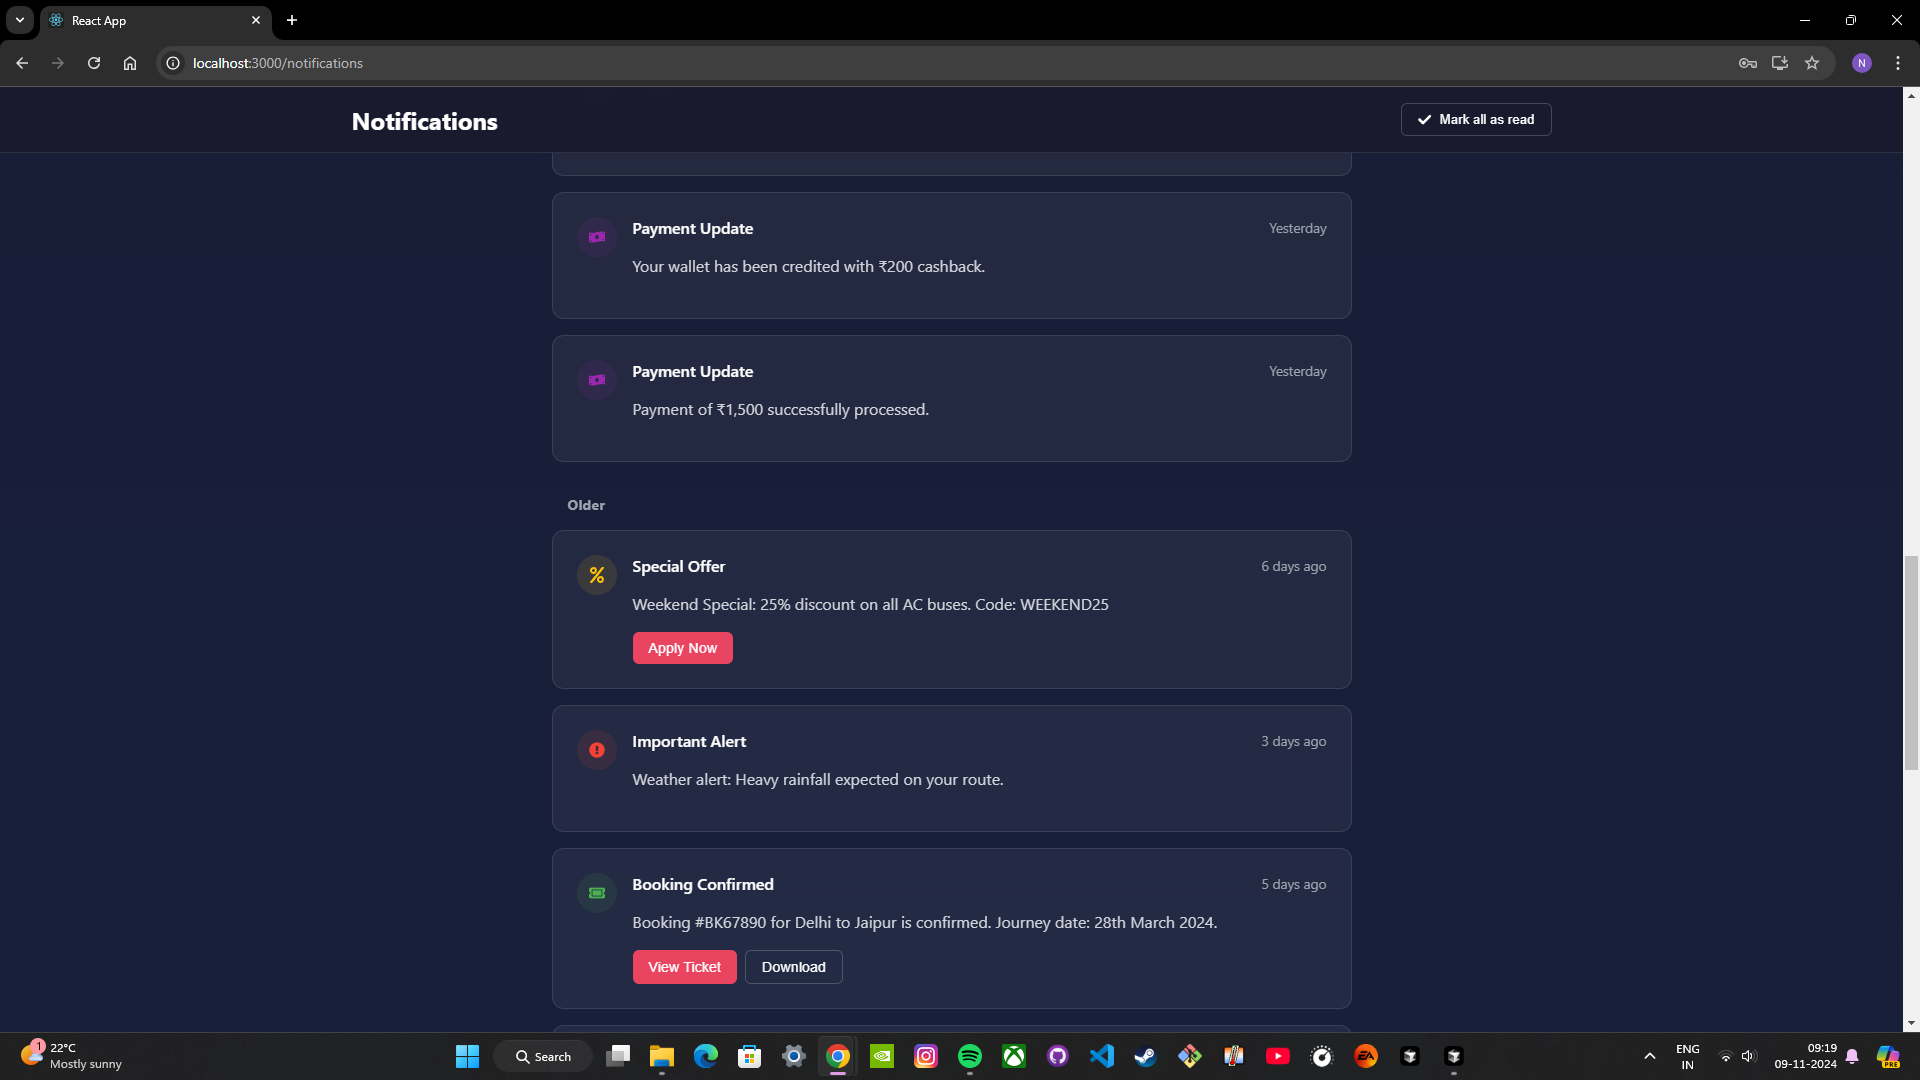 React App
localhost:3000/notifications
N
Notifications
Mark all as read
Payment Update
Yesterday
Your wallet has been credited with ₹200 cashback.
Payment Update
Yesterday
Payment of ₹1,500 successfully processed.
Older
%
Special Offer
6 days ago
Weekend Special: 25% discount on all AC buses. Code: WEEKEND25
Apply Now
Important Alert
3 days ago
Weather alert: Heavy rainfall expected on your route.
Booking Confirmed
5 days ago
Booking #BK67890 for Delhi to Jaipur is confirmed. Journey date: 28th March 2024.
View Ticket
Download
1
22°C
Mostly sunny
Search
EA
ENG
IN
09:19
09-11-2024
PRE